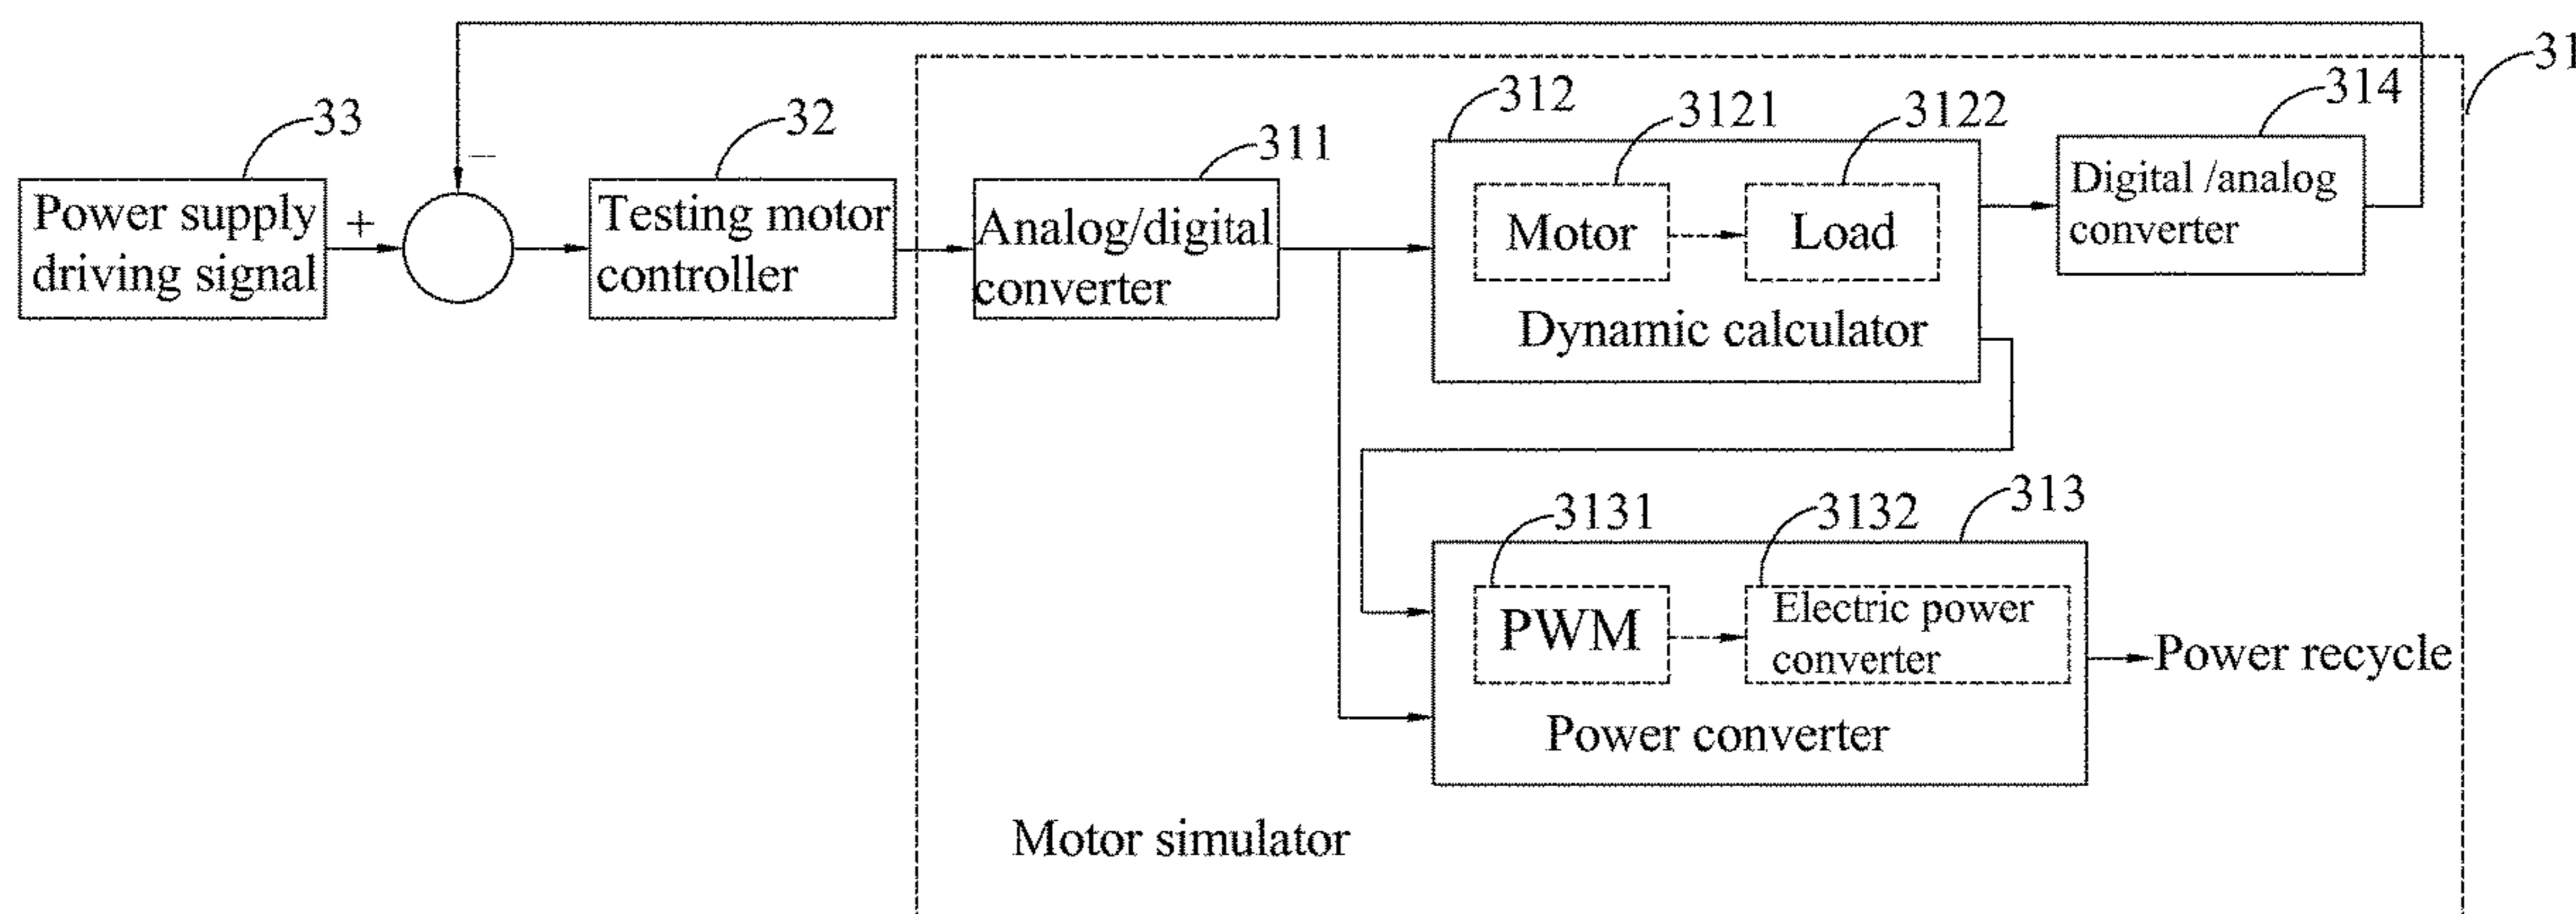 31
33
32
311
312
3121
3122
314
Power supply
driving signal
+
−
Testing motor
controller
Analog/digital
converter
Motor
Load
Dynamic calculator
Digital /analog
converter
3131
3132
313
PWM
Electric power
converter
Power converter
Power recycle
Motor simulator